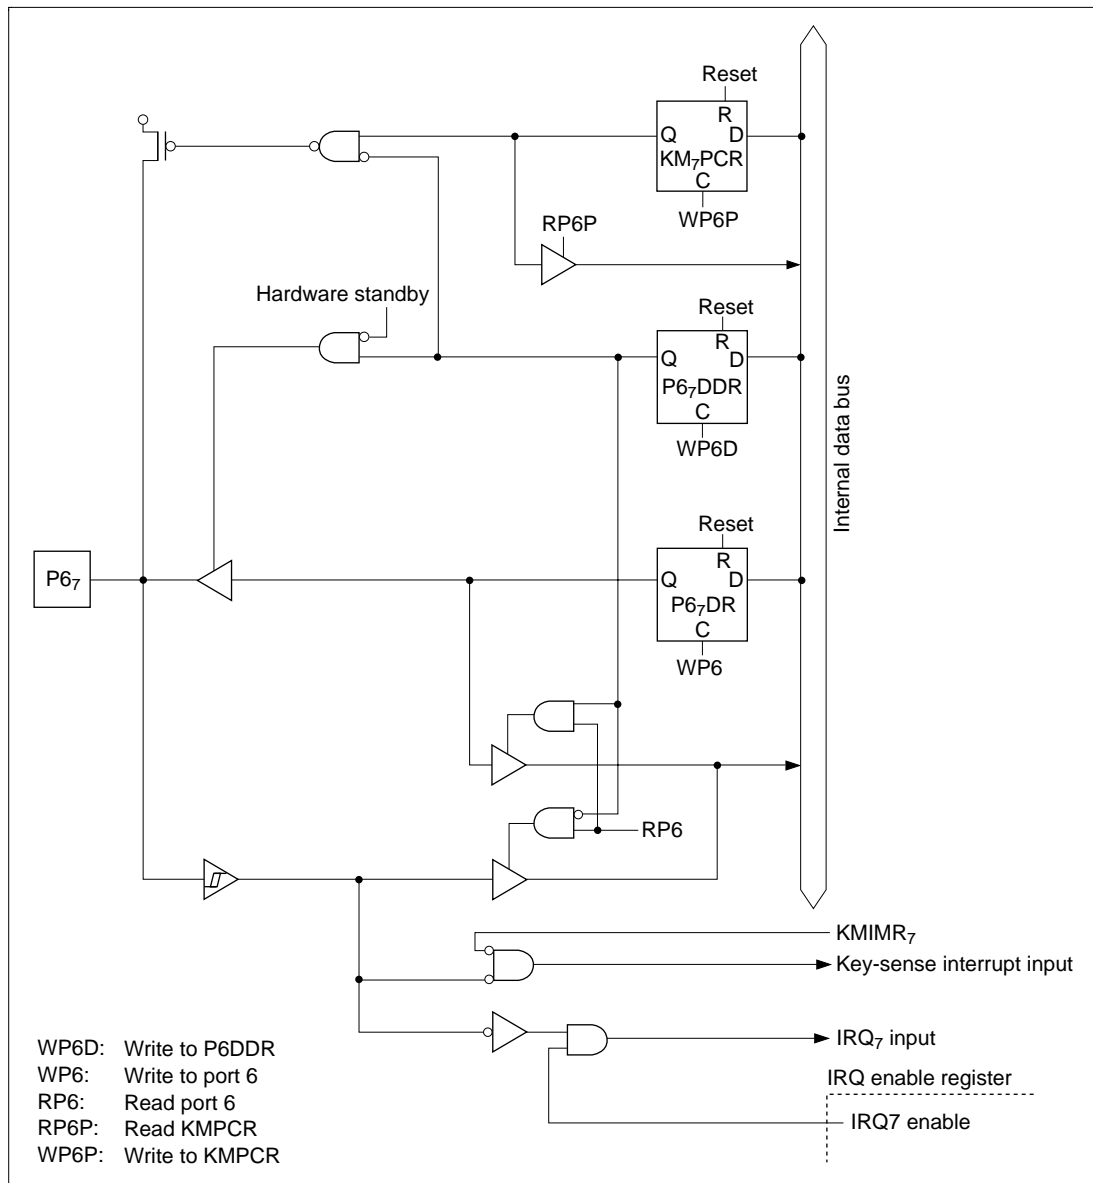 Reset
R
Q D
KM₇PCR
C
WP6P
RP6P
Hardware standby
Reset
R
Q D
P6₇DDR
C
WP6D
Internal data bus
Reset
R
Q D
P6₇DR
C
WP6
P6₇
RP6
KMIMR₇
Key-sense interrupt input
IRQ₇ input
IRQ enable register
IRQ7 enable
WP6D: Write to P6DDR
WP6: Write to port 6
RP6: Read port 6
RP6P: Read KMPCR
WP6P: Write to KMPCR